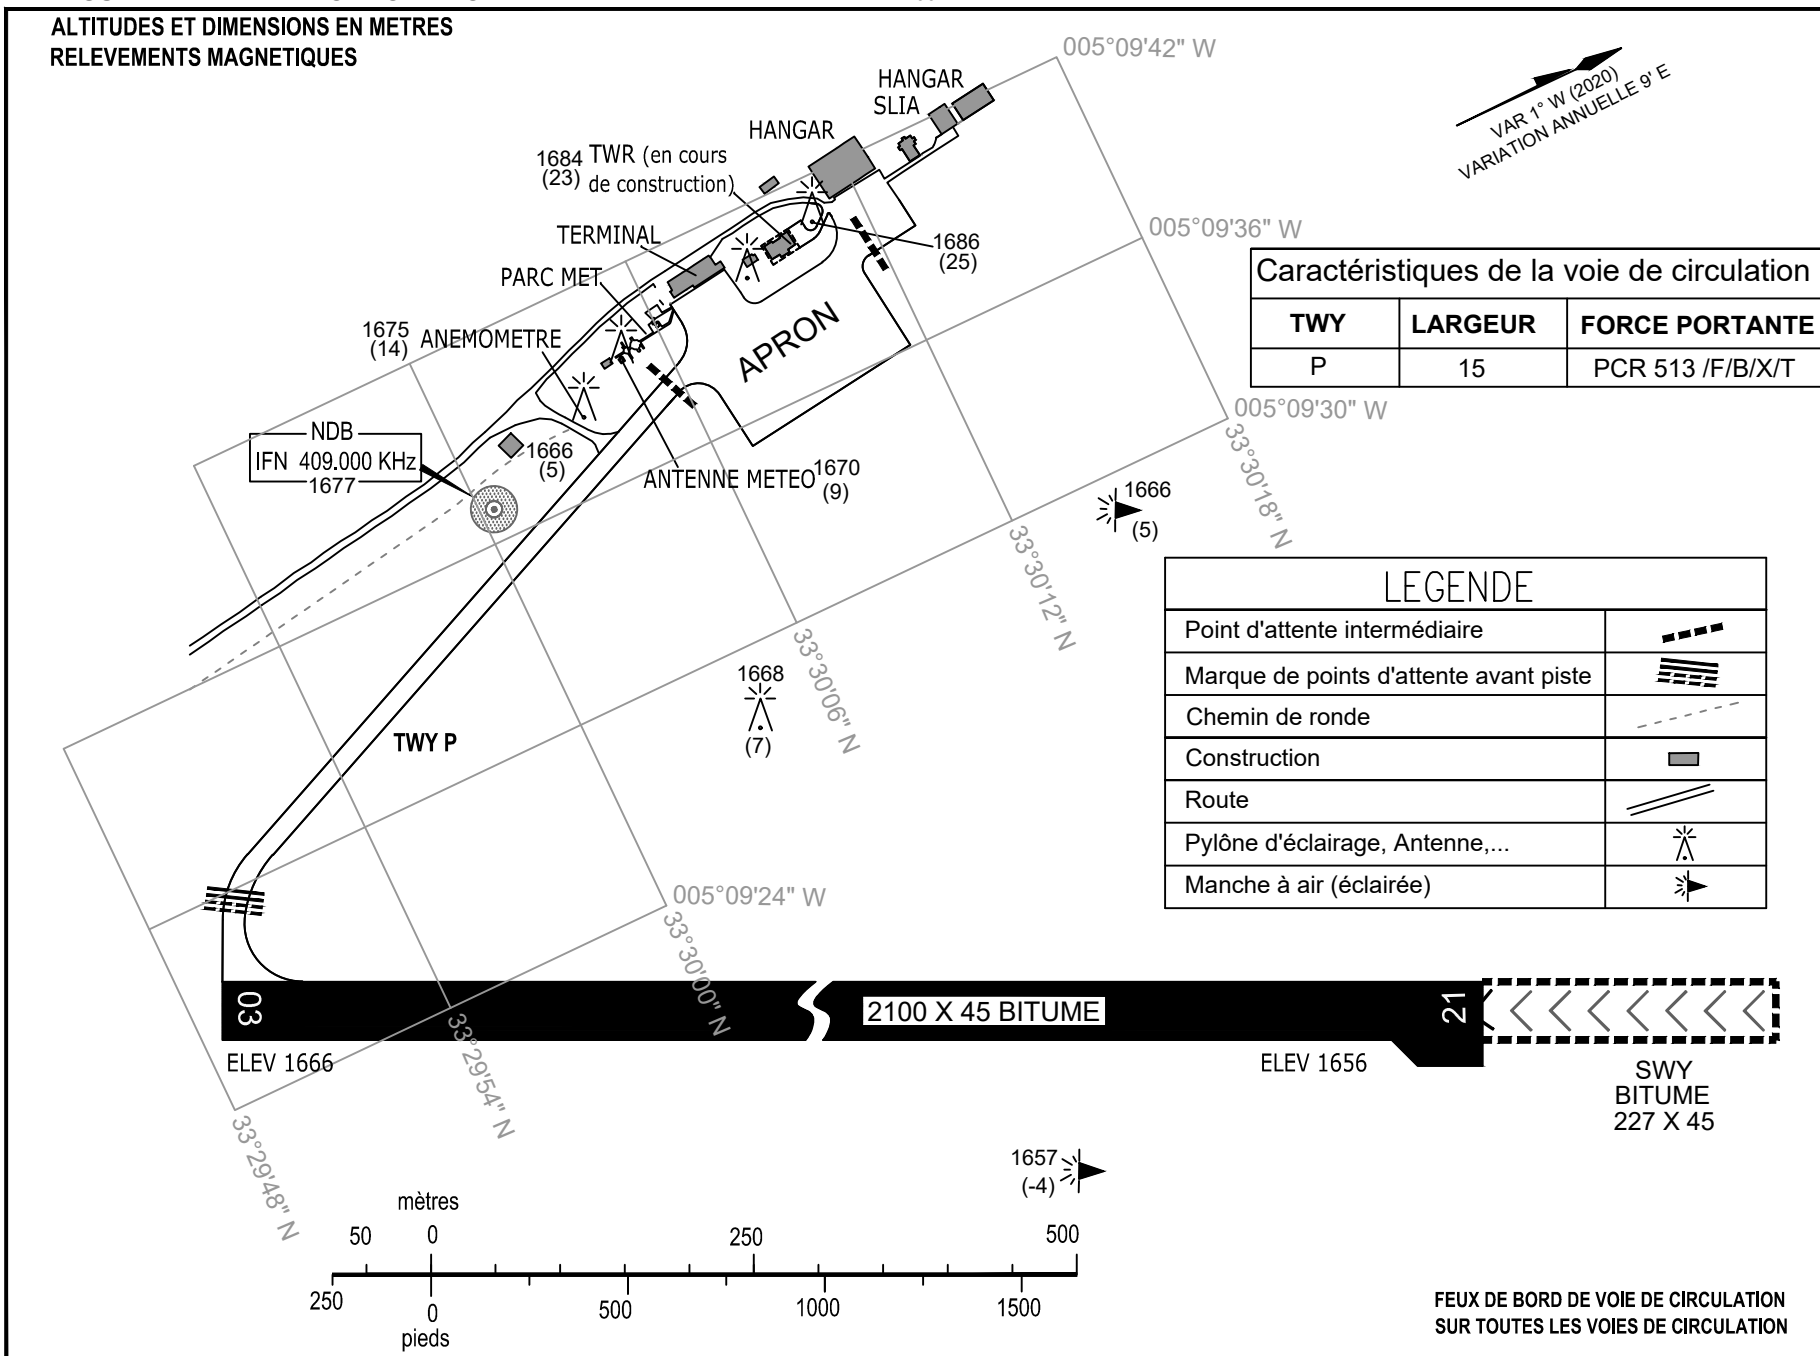 ALTITUDES ET DIMENSIONS EN METRES
RELEVEMENTS MAGNETIQUES
005°09'42" W
VAR 1° W (2020)
VARIATION ANNUELLE 9' E
HANGAR
SLIA
HANGAR
1684
(23)
TWR (en cours
de construction)
TERMINAL
PARC MET
1686
(25)
005°09'36" W
1675
(14)
ANEMOMETRE
APRON
Caractéristiques de la voie de circulation
TWY LARGEUR FORCE PORTANTE
P 15 PCR 513 /F/B/X/T
005°09'30" W
NDB
IFN 409.000 KHz
1677
1666
(5)
ANTENNE METEO
1670
(9)
33°30'18" N
1666
(5)
33°30'12" N
LEGENDE
Point d'attente intermédiaire
Marque de points d'attente avant piste
Chemin de ronde
Construction
Route
Pylône d'éclairage, Antenne,...
Manche à air (éclairée)
33°30'06" N
1668
(7)
TWY P
005°09'24" W
33°30'00" N
03
2100 X 45 BITUME
21
ELEV 1666
ELEV 1656
33°29'54" N
SWY
BITUME
227 X 45
33°29'48" N
1657
(-4)
mètres
50 0 250 500
250 0 500 1000 1500
pieds
FEUX DE BORD DE VOIE DE CIRCULATION
SUR TOUTES LES VOIES DE CIRCULATION